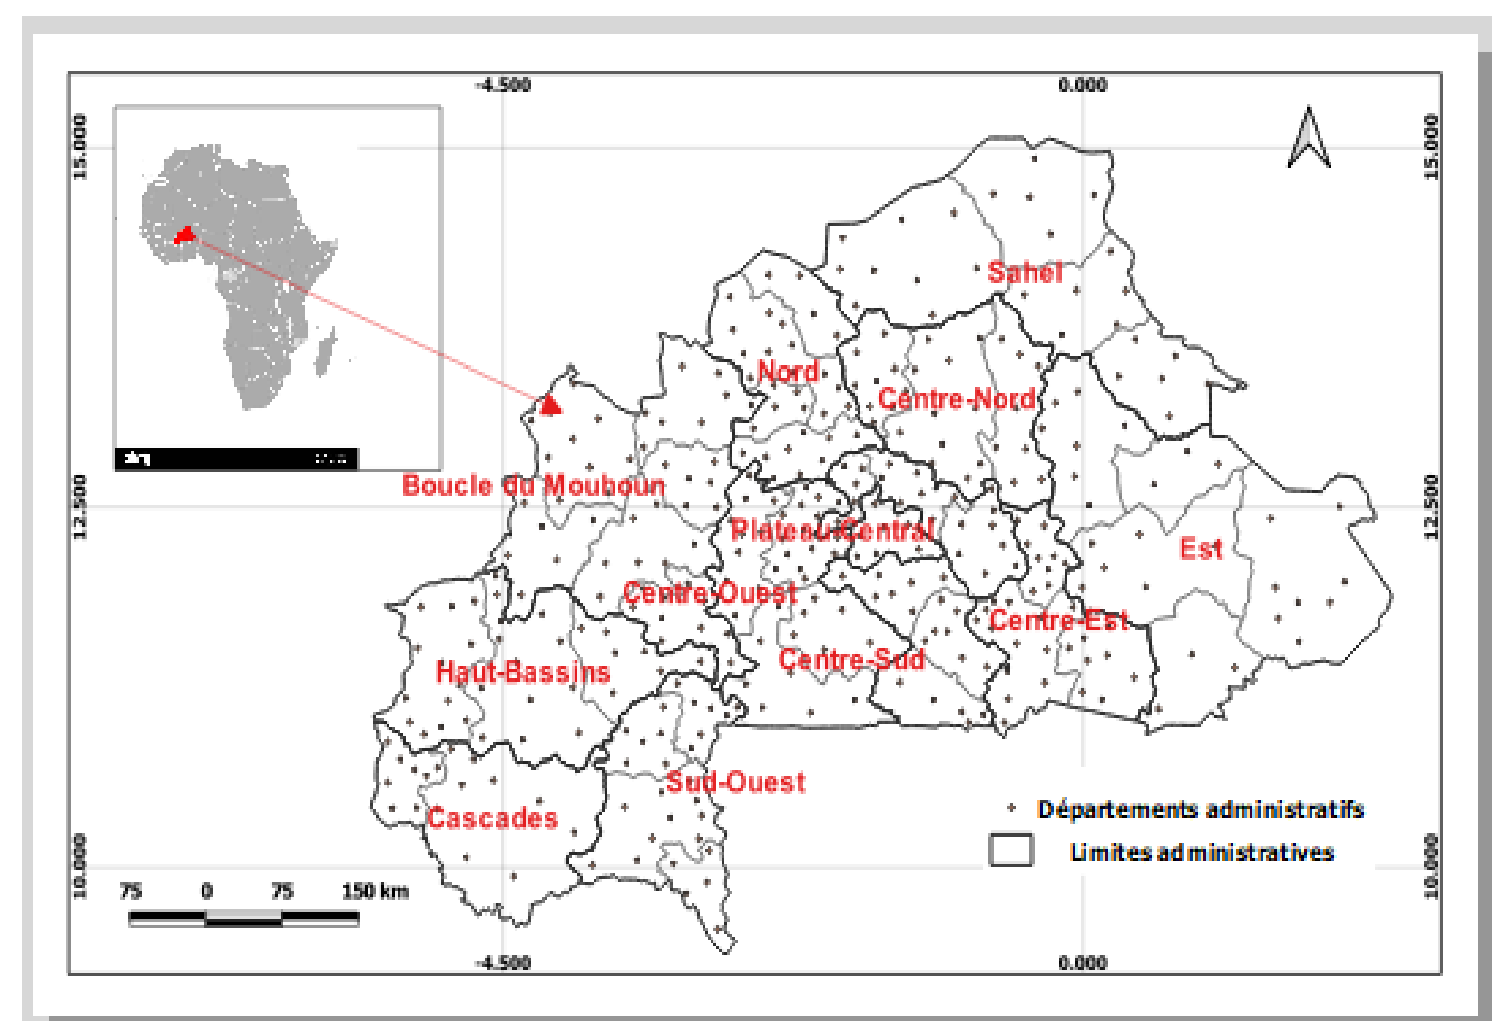 -4.500 0.000
15.000 15.000
Sahel
Nord
Centre-Nord
Boucle du Mouhoun
12.500 12.500
Plateau Central
Est
Centre Ouest
Centre-Est
Centre-Sud
Haut-Bassins
Sud-Ouest
Cascades
Départements administratifs
Limites administratives
10.000 10.000
75 0 75 150 km
-4.500 0.000